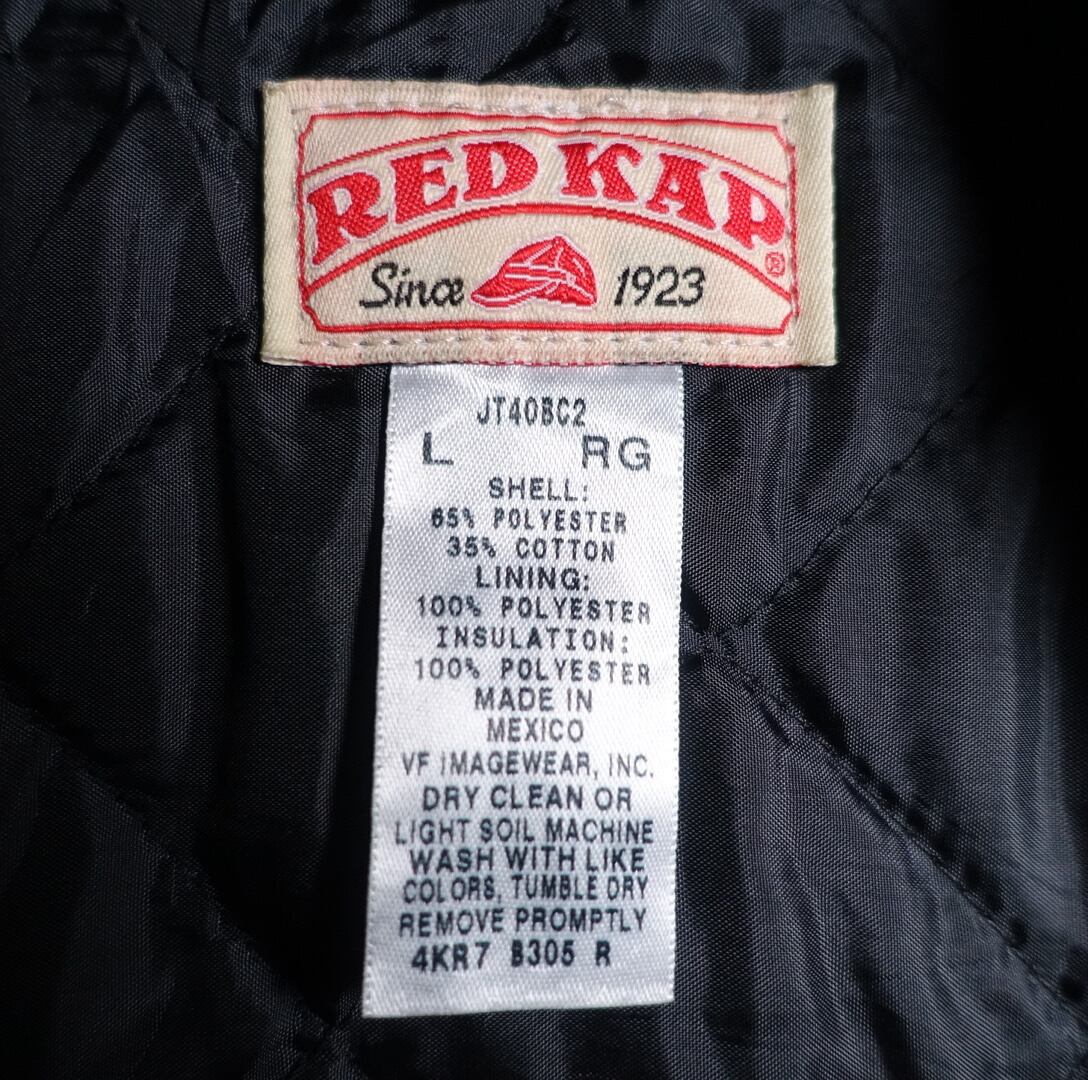 RED KAP®
Since 1923
JT40BC2
L RG
SHELL:
65% POLYESTER
35% COTTON
LINING:
100% POLYESTER
INSULATION:
100% POLYESTER
MADE IN
MEXICO
VF IMAGEWEAR, INC.
DRY CLEAN OR
LIGHT SOIL MACHINE
WASH WITH LIKE
COLORS, TUMBLE DRY
REMOVE PROMPTLY
4KR7 B305 R